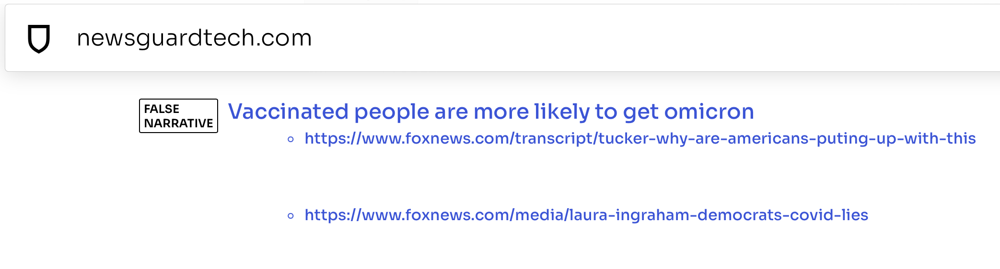 newsguardtech.com
FALSE
NARRATIVE
Vaccinated people are more likely to get omicron
https://www.foxnews.com/transcript/tucker-why-are-americans-puting-up-with-this
https://www.foxnews.com/media/laura-ingraham-democrats-covid-lies